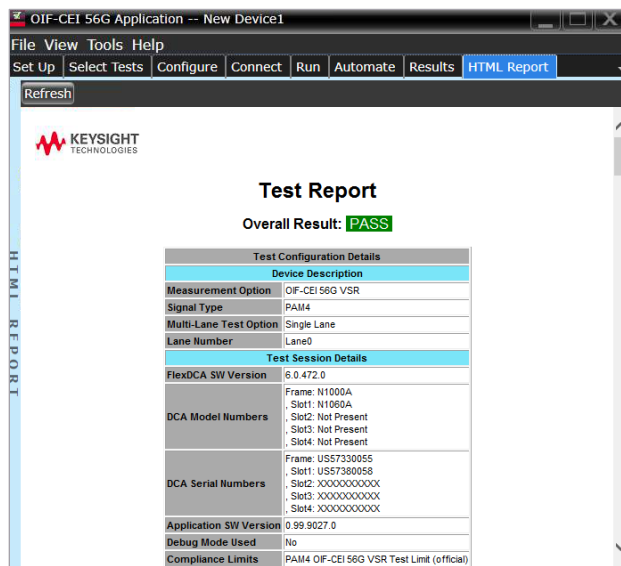 OIF-CEI 56G Application -- New Device1
File View Tools Help
Set Up Select Tests Configure Connect Run Automate Results HTML Report
Refresh
KEYSIGHT
TECHNOLOGIES
Test Report
Overall Result: PASS
HTML REPORT
Test Configuration Details
Device Description
Measurement Option OIF-CEI 56G VSR
Signal Type PAM4
Multi-Lane Test Option Single Lane
Lane Number Lane0
Test Session Details
FlexDCA SW Version 6.0.472.0
DCA Model Numbers
Frame: N1000A
, Slot1: N1060A
, Slot2: Not Present
, Slot3: Not Present
, Slot4: Not Present
DCA Serial Numbers
Frame: US57330055
, Slot1: US57380058
, Slot2: XXXXXXXXXX
, Slot3: XXXXXXXXXX
, Slot4: XXXXXXXXXX
Application SW Version 0.99.9027.0
Debug Mode Used No
Compliance Limits PAM4 OIF-CEI 56G VSR Test Limit (official)